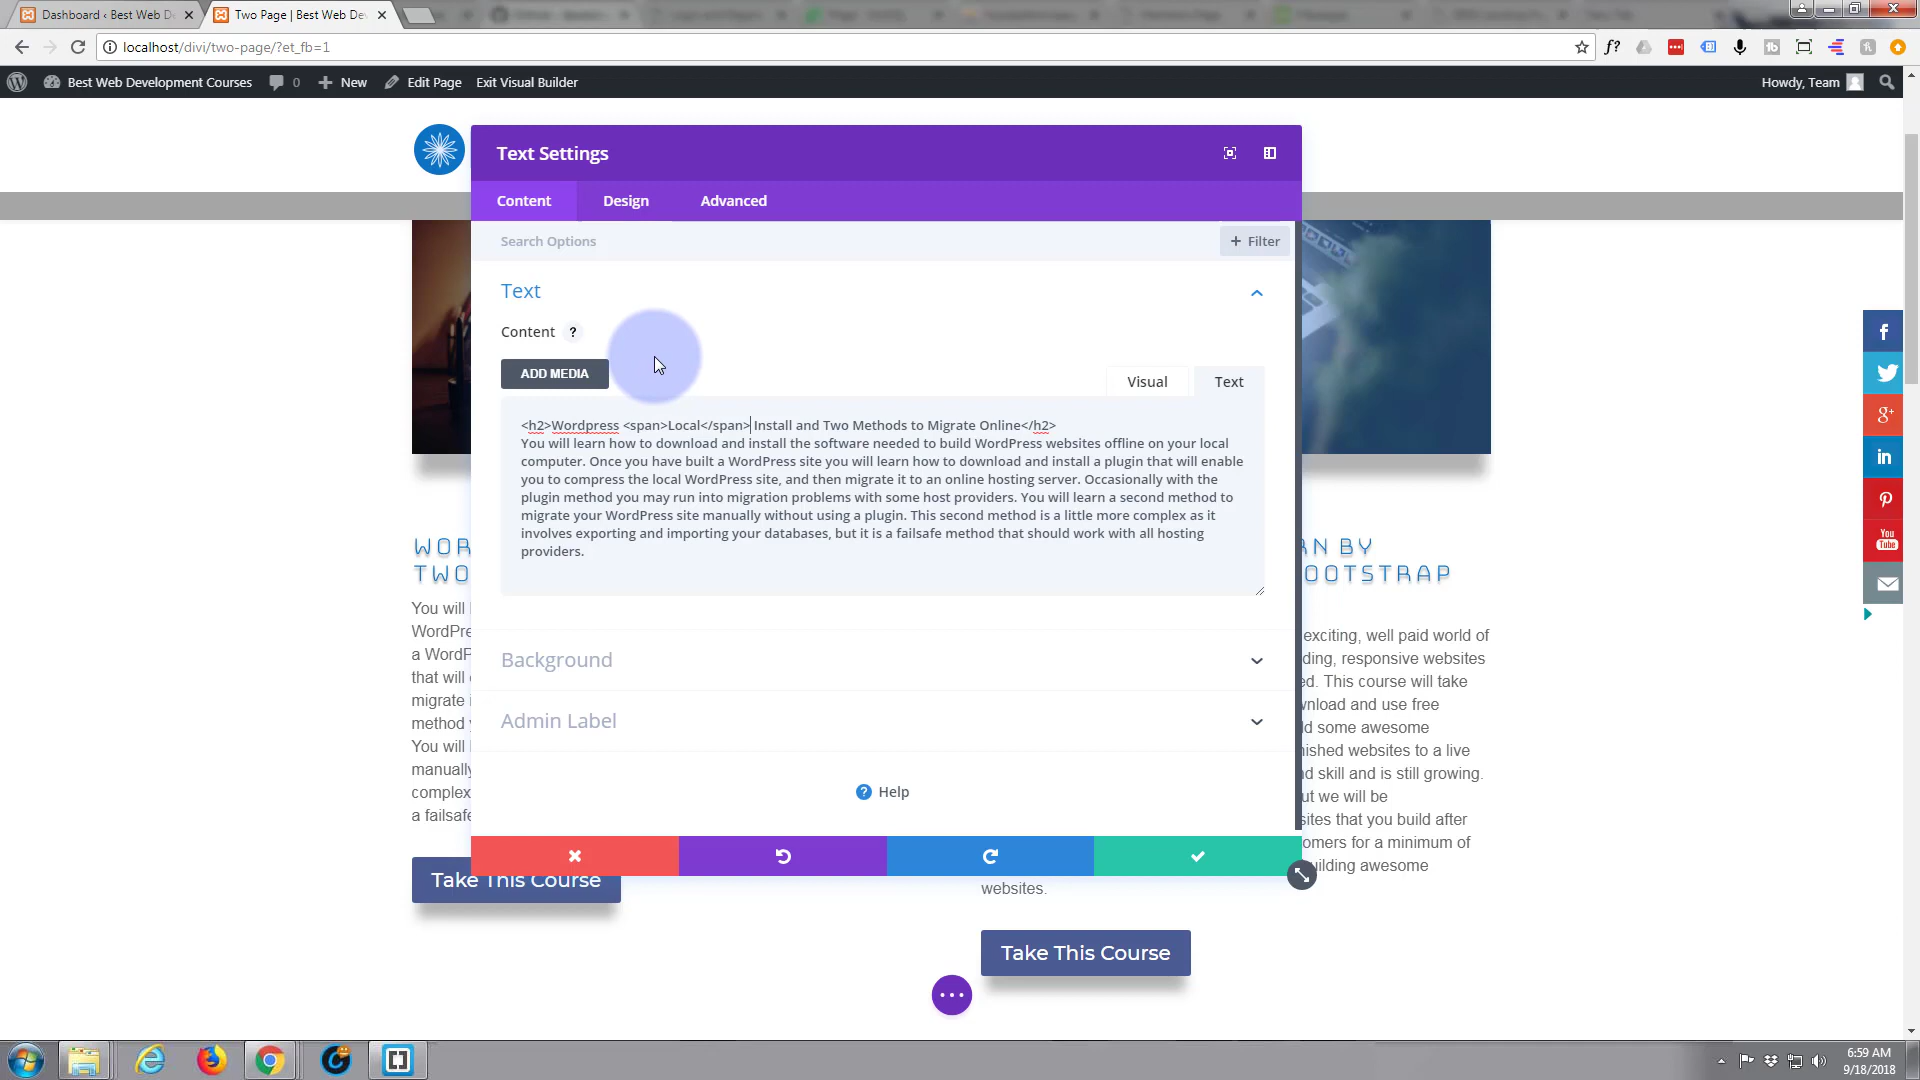 Dashboard ‹ Best Web De
Two Page | Best Web De
localhost/divi/two-page/?et_fb=1
f?
Best Web Development Courses
0
New
Edit Page
Exit Visual Builder
Howdy, Team
Text Settings
Content
Design
Advanced
Search Options
+ Filter
Text
Content ?
ADD MEDIA
Visual
Text
<h2>Wordpress <span>Local</span> Install and Two Methods to Migrate Online</h2>
You will learn how to download and install the software needed to build WordPress websites offline on your local
computer. Once you have built a WordPress site you will learn how to download and install a plugin that will enable
you to compress the local WordPress site, and then migrate it to an online hosting server. Occasionally with the
plugin method you may run into migration problems with some host providers. You will learn a second method to
migrate your WordPress site manually without using a plugin. This second method is a little more complex as it
involves exporting and importing your databases, but it is a failsafe method that should work with all hosting
providers.
Background
Admin Label
? Help
WOR
TWO
You will
WordPre
a WordP
that will
migrate
method
You will
manually
complex
a failsafe
Take This Course
RN BY
OOTSTRAP
exciting, well paid world of
ding, responsive websites
ed. This course will take
wnload and use free
ld some awesome
nished websites to a live
nd skill and is still growing.
ut we will be
sites that you build after
omers for a minimum of
uilding awesome
websites.
Take This Course
You
Tube
6:59 AM
9/18/2018